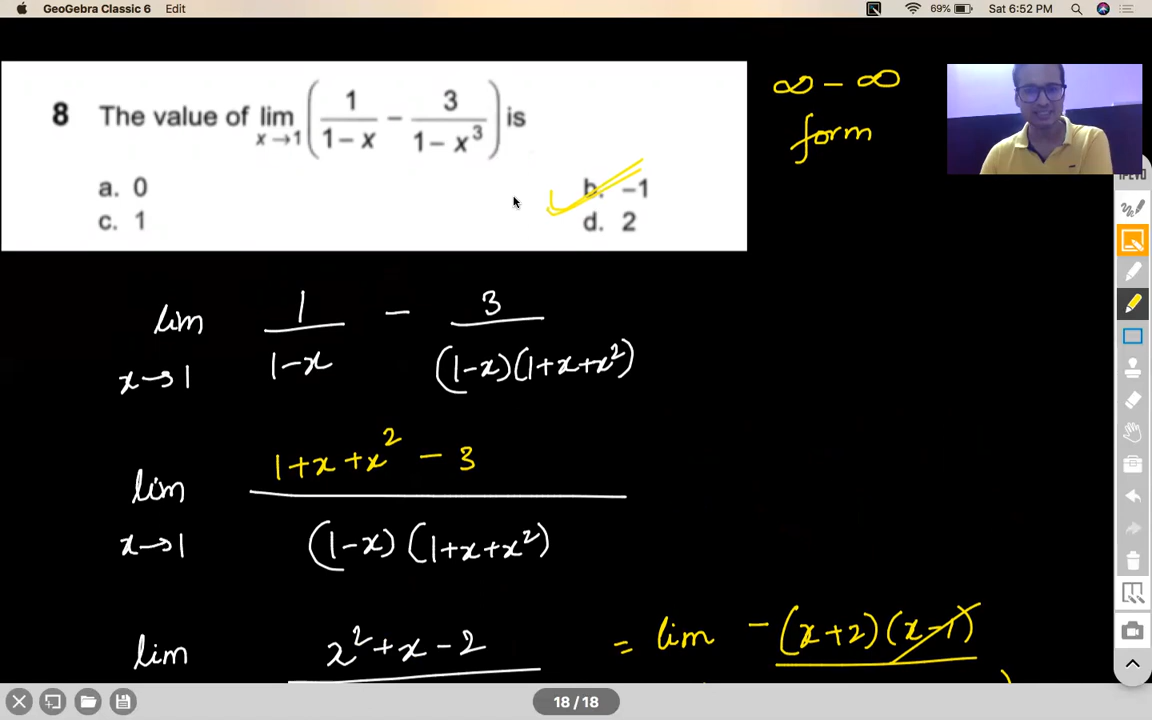 GeoGebra Classic 6 Edit 69% Sat 6:52 PM
8 The value of lim x→1 (1/(1−x) − 3/(1−x³)) is
a. 0 b. −1
c. 1 d. 2
∞ − ∞
form
lim x→1 1/(1−x) − 3/((1−x)(1+x+x²))
lim x→1 (1+x+x² − 3)/((1−x)(1+x+x²))
lim x²+x−2 = lim −(x+2)(x−1)
18 / 18